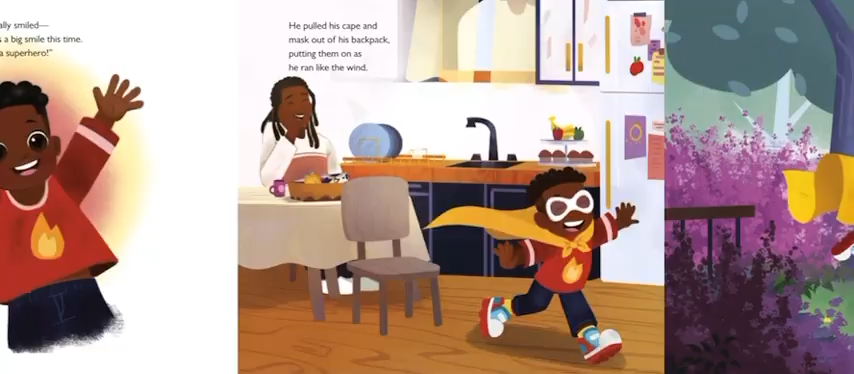 ally smiled—
s a big smile this time.
a superhero!"
He pulled his cape and
mask out of his backpack,
putting them on as
he ran like the wind.